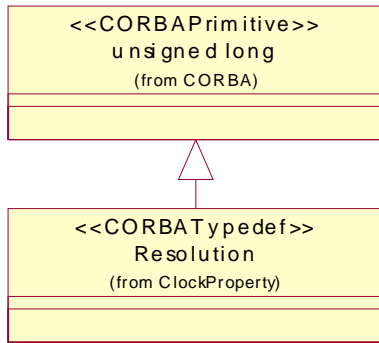 <<CORBAPrimitive>>
unsigned long
(from CORBA)
<<CORBATypedef>>
Resolution
(from ClockProperty)